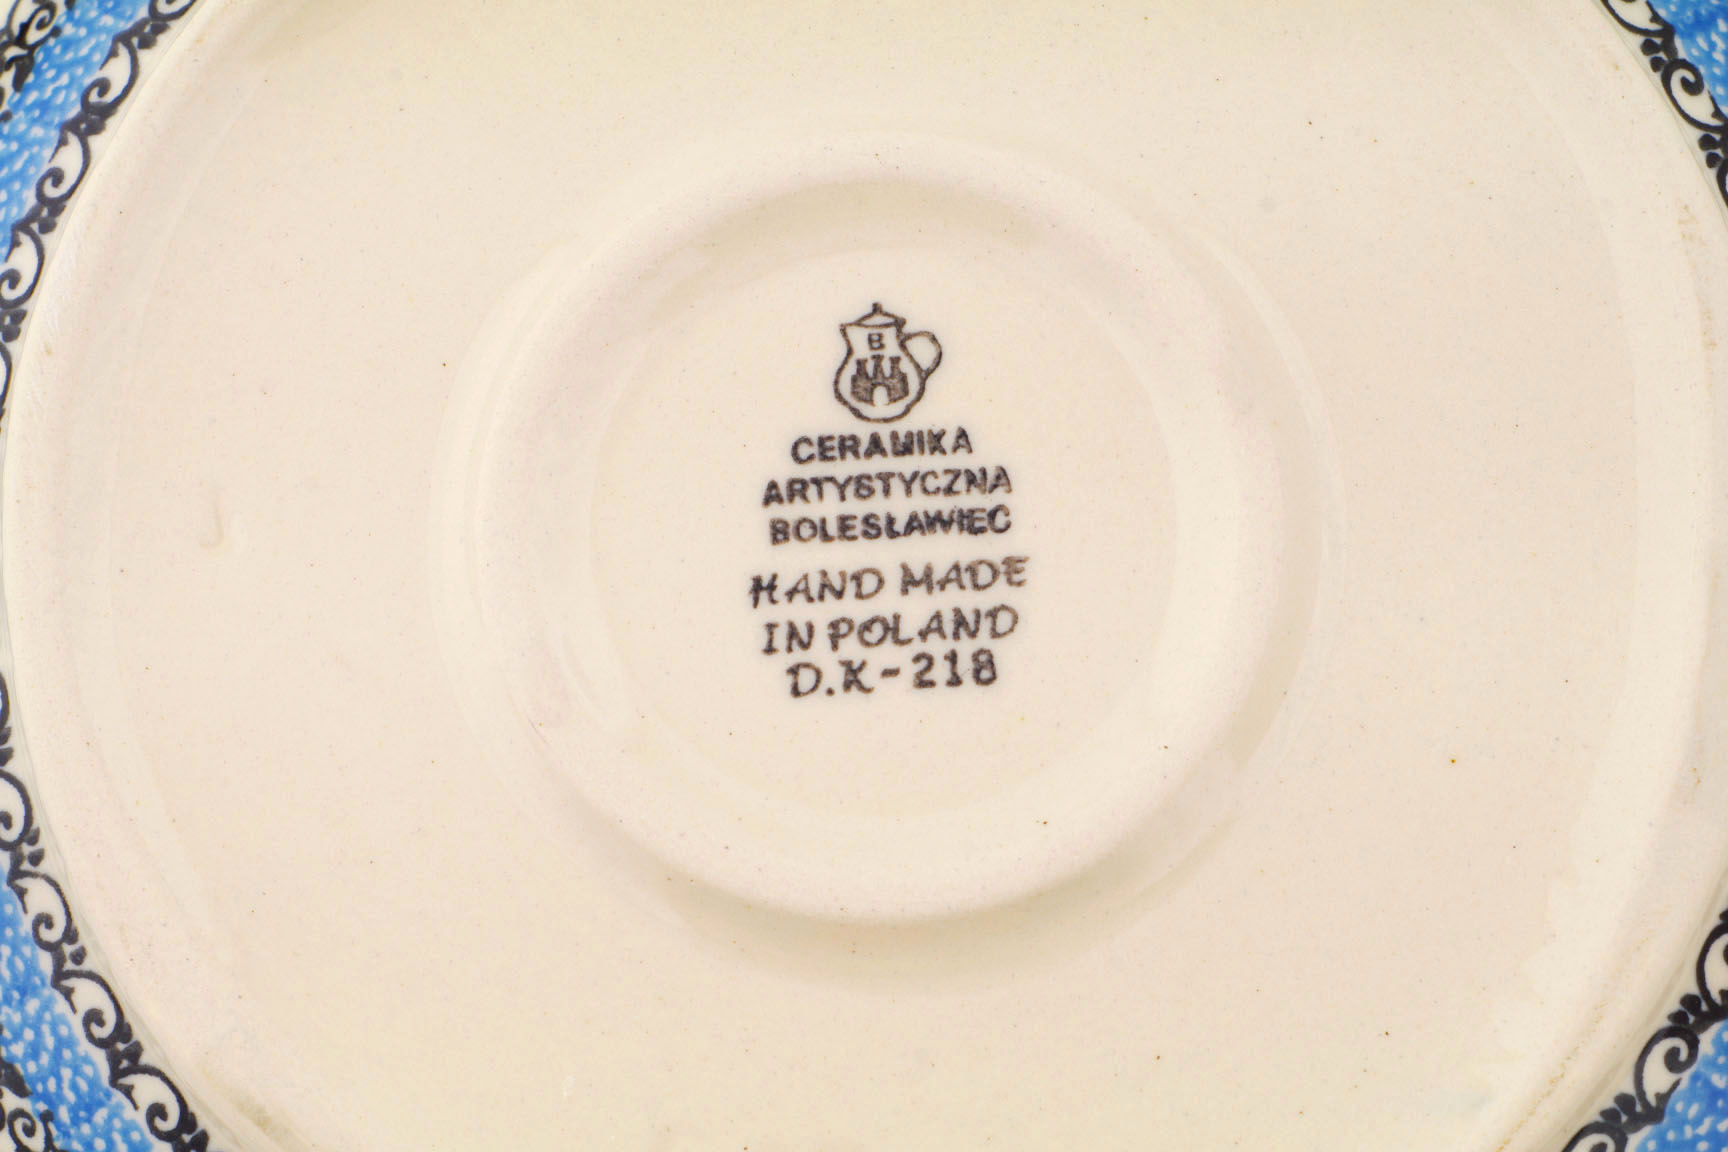 B
CERAMIKA
ARTYSTYCZNA
BOLESŁAWIEC
HAND MADE
IN POLAND
D.K-218